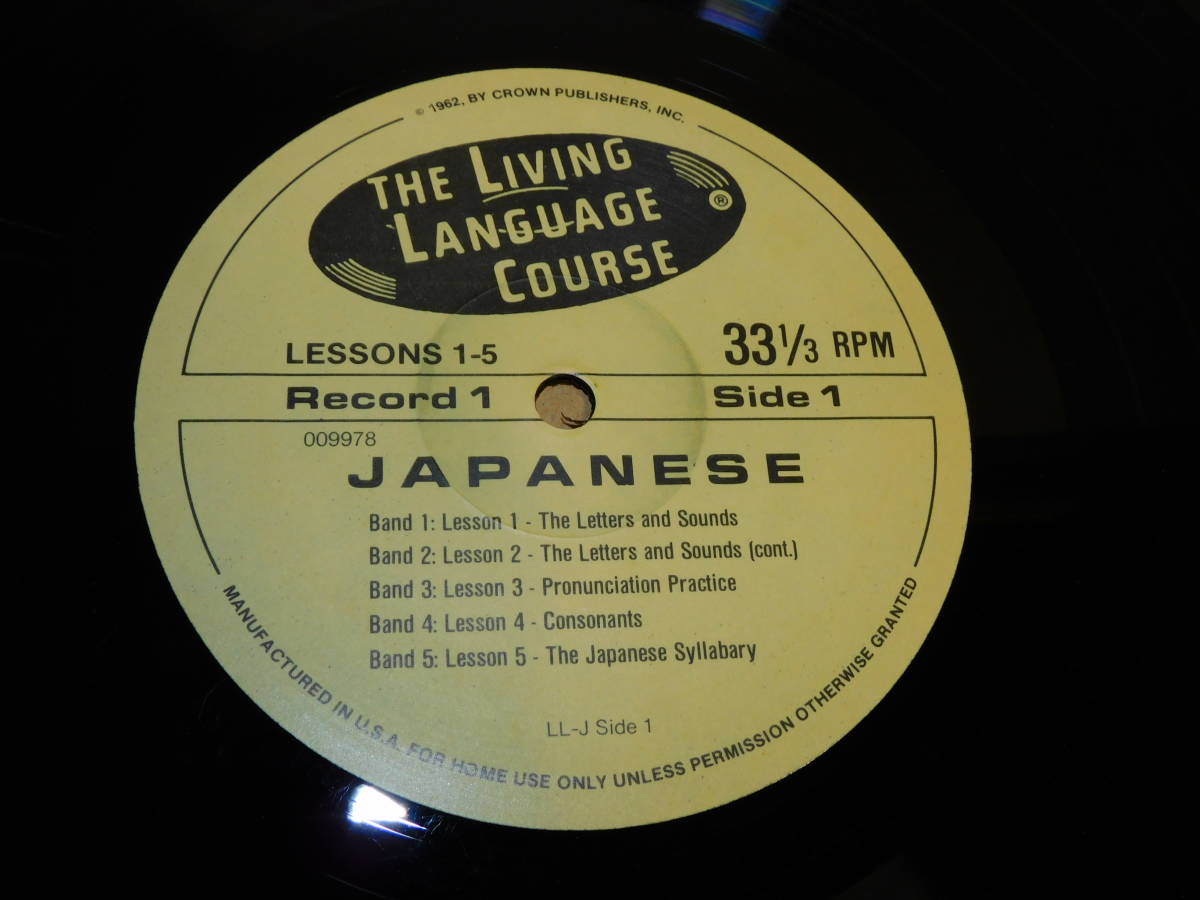 © 1962, BY CROWN PUBLISHERS, INC.
THE LIVING
LANGUAGE
COURSE
®
LESSONS 1-5
33 1/3 RPM
Record 1
Side 1
009978
JAPANESE
Band 1: Lesson 1 - The Letters and Sounds
Band 2: Lesson 2 - The Letters and Sounds (cont.)
Band 3: Lesson 3 - Pronunciation Practice
Band 4: Lesson 4 - Consonants
Band 5: Lesson 5 - The Japanese Syllabary
LL-J Side 1
MANUFACTURED IN U.S.A. FOR HOME USE ONLY UNLESS PERMISSION OTHERWISE GRANTED